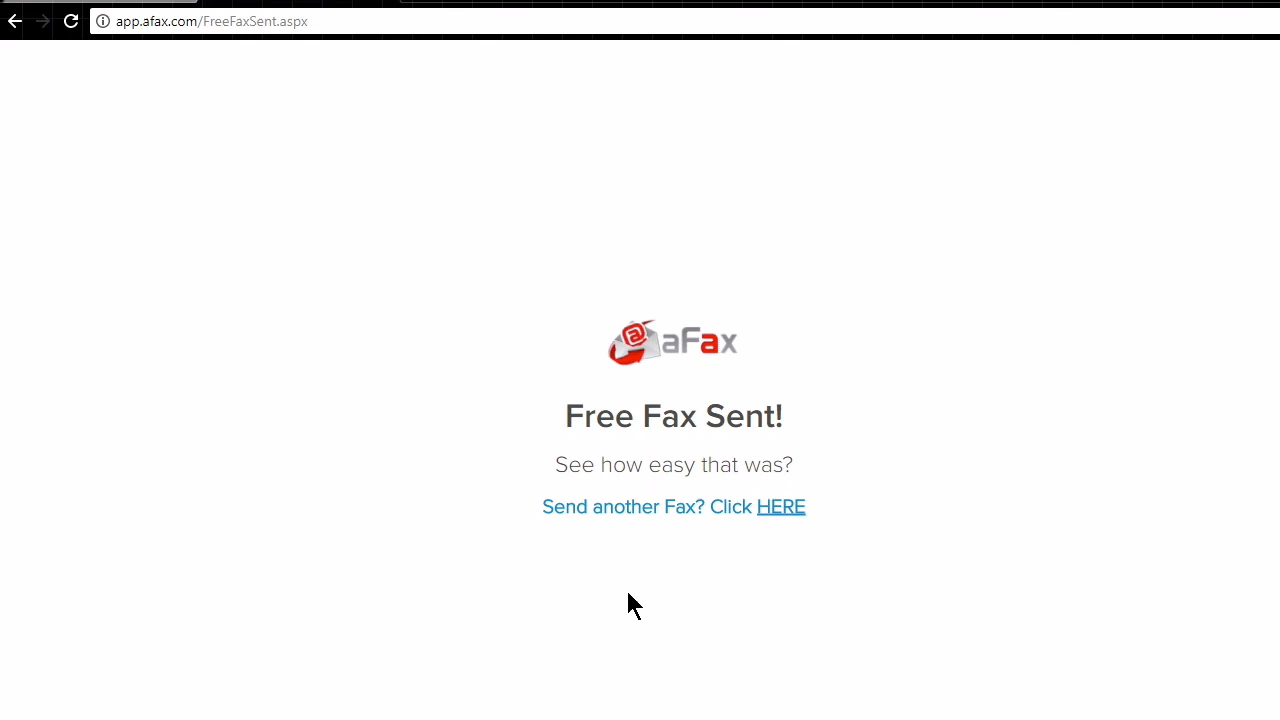 app.afax.com/FreeFaxSent.aspx
@ aFax
Free Fax Sent!
See how easy that was?
Send another Fax? Click HERE